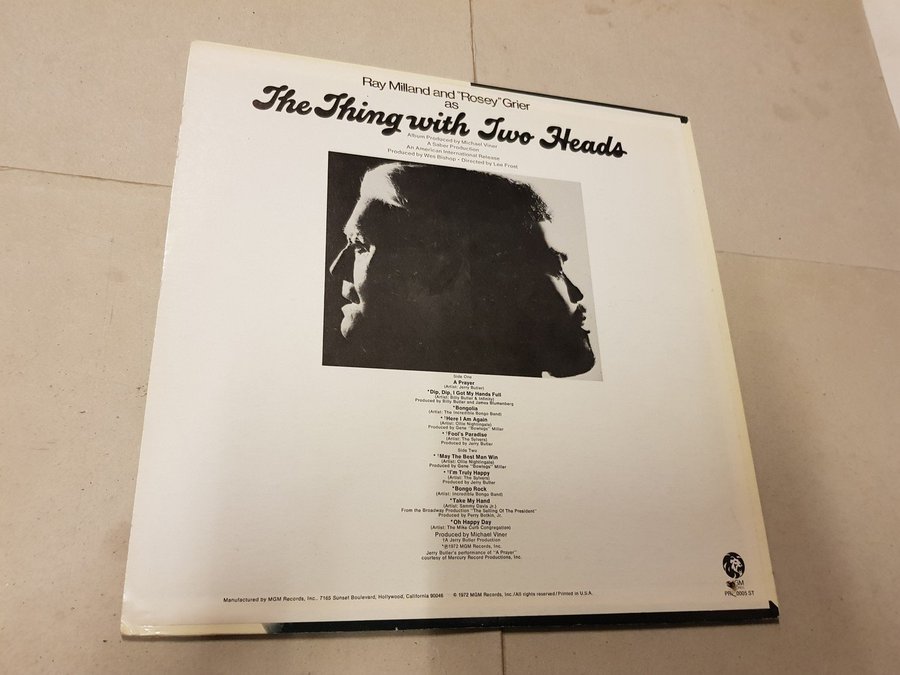 Ray Milland and "Rosey" Grier
as
The Thing with Two Heads
Album Produced by Michael Viner
A Saber Production
An American International Release
Produced by Wes Bishop • Directed by Lee Frost
Side One
A Prayer
(Artist: Jerry Butler)
*Dip, Dip, I Got My Hands Full
(Artist: Billy Butler & Infinity)
Produced by Billy Butler and James Blumenberg
*Bongolia
(Artist: The Incredible Bongo Band)
*†Here I Am Again
(Artist: Ollie Nightingale)
Produced by Gene "Bowlegs" Miller
*†Fool's Paradise
(Artist: The Sylvers)
Produced by Jerry Butler
Side Two
*†May The Best Man Win
(Artist: Ollie Nightingale)
Produced by Gene "Bowlegs" Miller
*†I'm Truly Happy
(Artist: The Sylvers)
Produced by Jerry Butler
*Bongo Rock
(Artist: Incredible Bongo Band)
*Take My Hand
(Artist: Sammy Davis Jr.)
From the Broadway Production "The Selling Of The President"
Produced by Perry Botkin, Jr.
*Oh Happy Day
(Artist: The Mike Curb Congregation)
Produced by Michael Viner
†A Jerry Butler Production
*℗1972 MGM Records, Inc.
Jerry Butler's performance of "A Prayer"
courtesy of Mercury Record Productions, Inc.
MGM
PRL 0005 ST
Manufactured by MGM Records, Inc., 7165 Sunset Boulevard, Hollywood, California 90046 © 1972 MGM Records, Inc./All rights reserved/Printed in U.S.A.